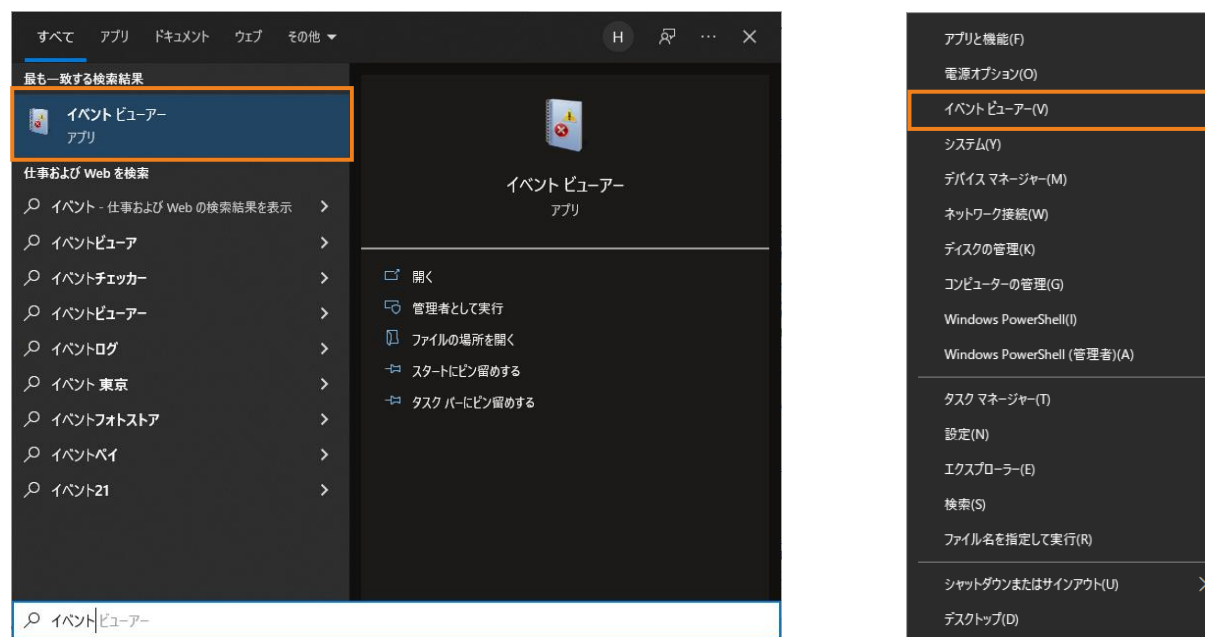 すべて アプリ ドキュメント ウェブ その他 H
最も一致する検索結果
イベント ビューアー
アプリ
仕事および Web を検索
イベント - 仕事および Web の検索結果を表示
イベントビューア
イベントチェッカー
イベントビューアー
イベントログ
イベント 東京
イベントフォトストア
イベントベイ
イベント21
イベントビューアー
イベント ビューアー
アプリ
開く
管理者として実行
ファイルの場所を開く
スタートにピン留めする
タスク バーにピン留めする
アプリと機能(F)
電源オプション(O)
イベント ビューアー(V)
システム(Y)
デバイス マネージャー(M)
ネットワーク接続(W)
ディスクの管理(K)
コンピューターの管理(G)
Windows PowerShell(I)
Windows PowerShell (管理者)(A)
タスク マネージャー(T)
設定(N)
エクスプローラー(E)
検索(S)
ファイル名を指定して実行(R)
シャットダウンまたはサインアウト(U)
デスクトップ(D)